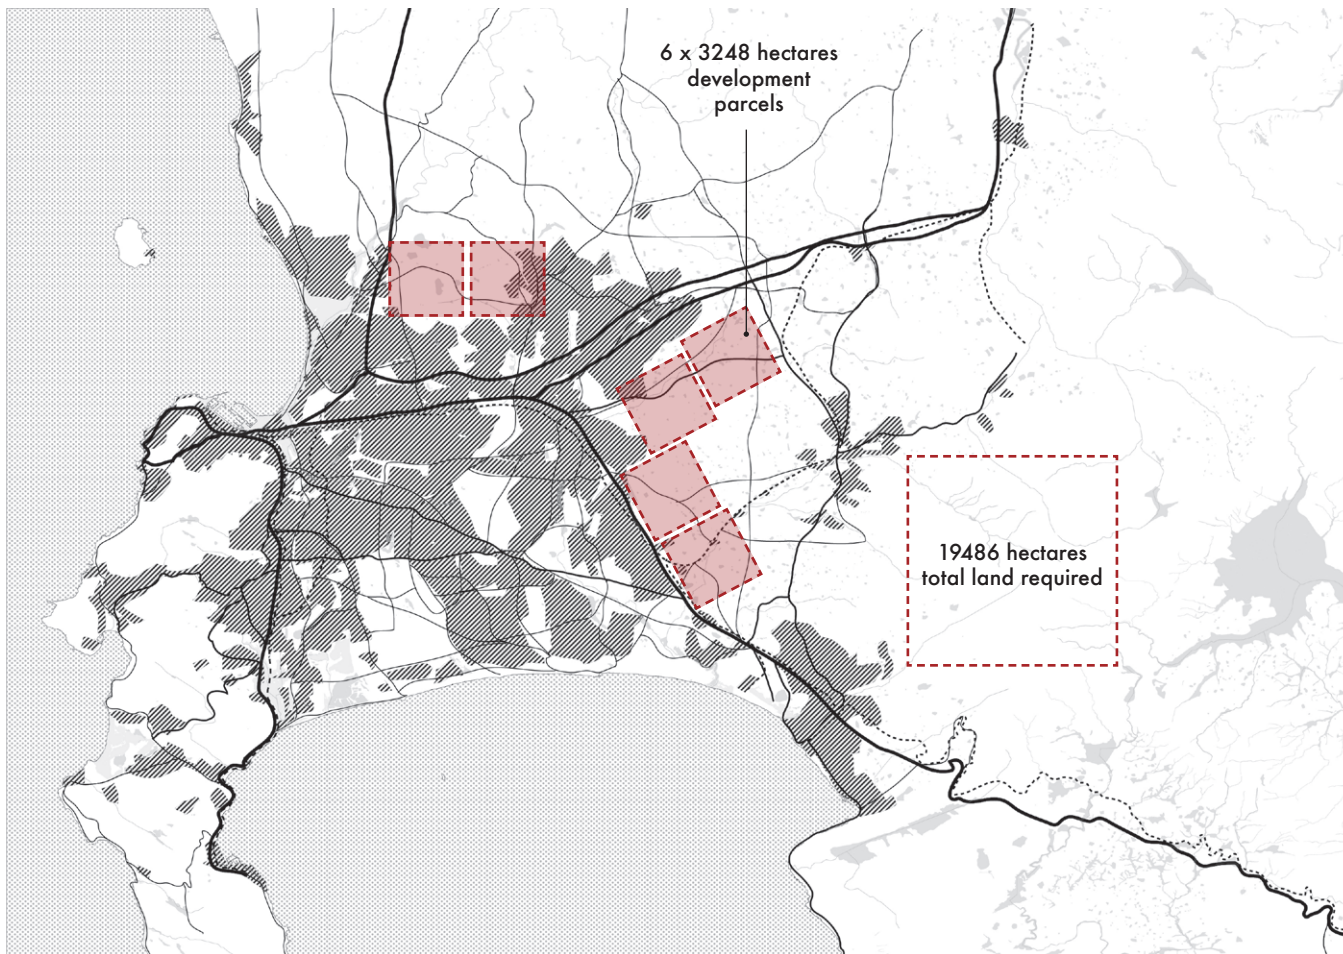 6 x 3248 hectares
development
parcels
19486 hectares
total land required